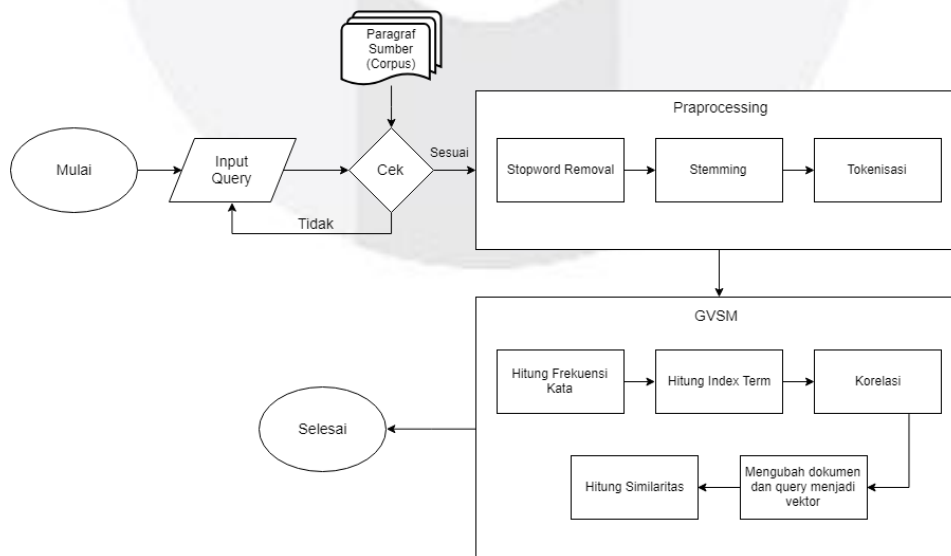 Paragraf
Sumber
(Corpus)
Mulai
Input
Query
Cek
Sesuai
Tidak
Praprocessing
Stopword Removal
Stemming
Tokenisasi
GVSM
Hitung Frekuensi
Kata
Hitung Index Term
Korelasi
Mengubah dokumen
dan query menjadi
vektor
Hitung Similaritas
Selesai